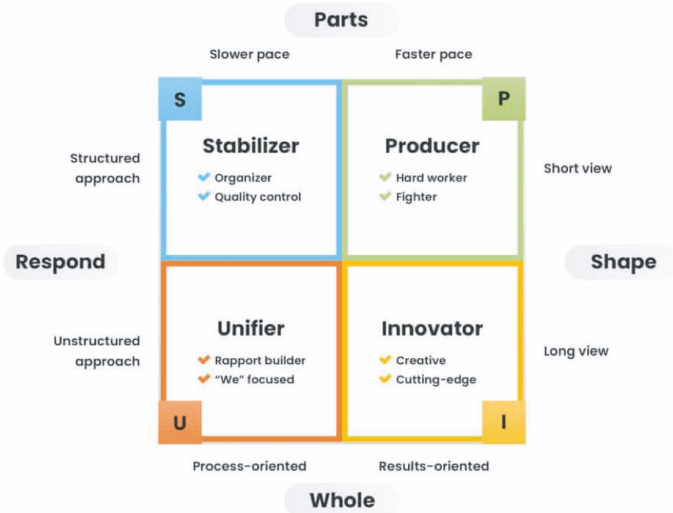 Parts
Slower pace
Faster pace
S
P
Stabilizer
Organizer
Quality control
Producer
Hard worker
Fighter
Structured
approach
Short view
Respond
Shape
Unstructured
approach
Unifier
Rapport builder
"We" focused
Innovator
Creative
Cutting-edge
Long view
U
I
Process-oriented
Results-oriented
Whole